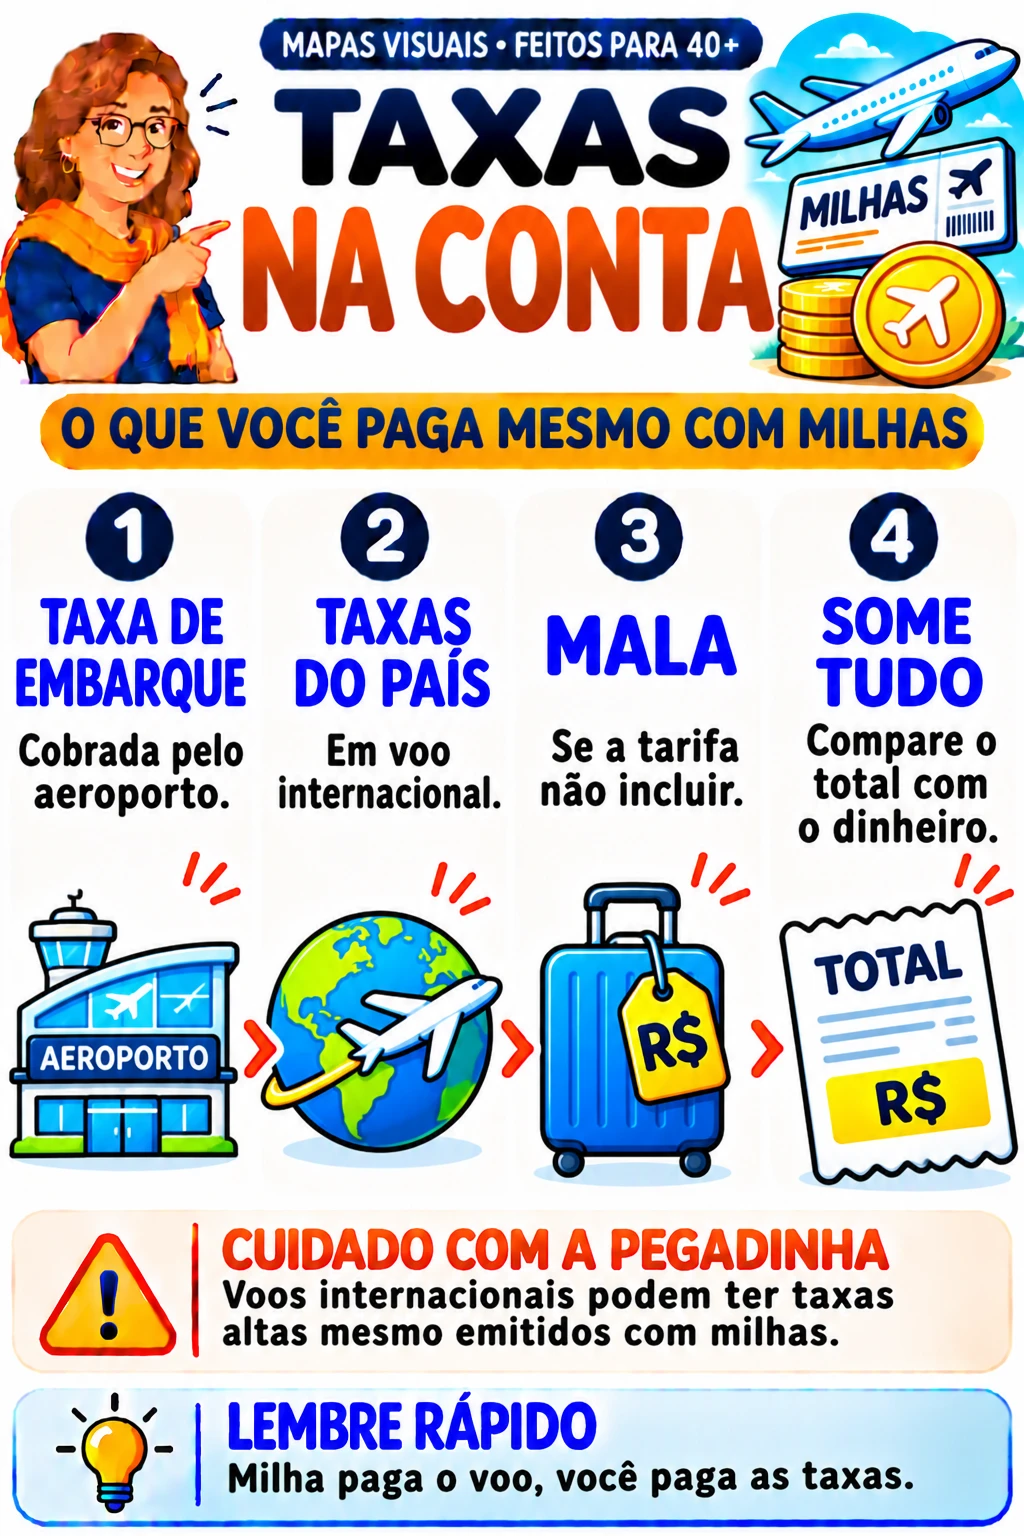 MAPAS VISUAIS • FEITOS PARA 40+
TAXAS
NA CONTA
MILHAS
O QUE VOCÊ PAGA MESMO COM MILHAS
1
TAXA DE
EMBARQUE
Cobrada pelo
aeroporto.
AEROPORTO
2
TAXAS
DO PAÍS
Em voo
internacional.
3
MALA
Se a tarifa
não incluir.
R$
4
SOME
TUDO
Compare o
total com
o dinheiro.
TOTAL
R$
CUIDADO COM A PEGADINHA
Voos internacionais podem ter taxas
altas mesmo emitidos com milhas.
LEMBRE RÁPIDO
Milha paga o voo, você paga as taxas.